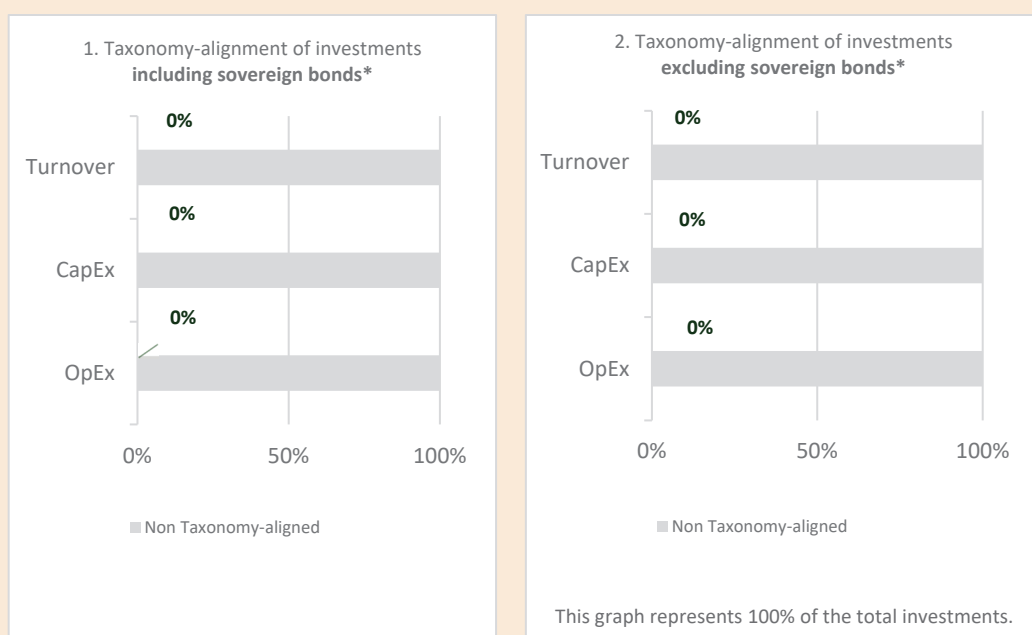 1. Taxonomy-alignment of investments
including sovereign bonds*
0%
Turnover
0%
CapEx
0%
OpEx
0% 50% 100%
Non Taxonomy-aligned
2. Taxonomy-alignment of investments
excluding sovereign bonds*
0%
Turnover
0%
CapEx
0%
OpEx
0% 50% 100%
Non Taxonomy-aligned
This graph represents 100% of the total investments.